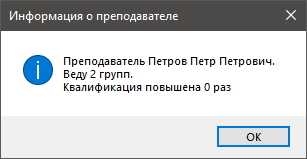 Информация о преподавателе
Преподаватель Петров Петр Петрович.
Веду 2 групп.
Квалификация повышена 0 раз
OK